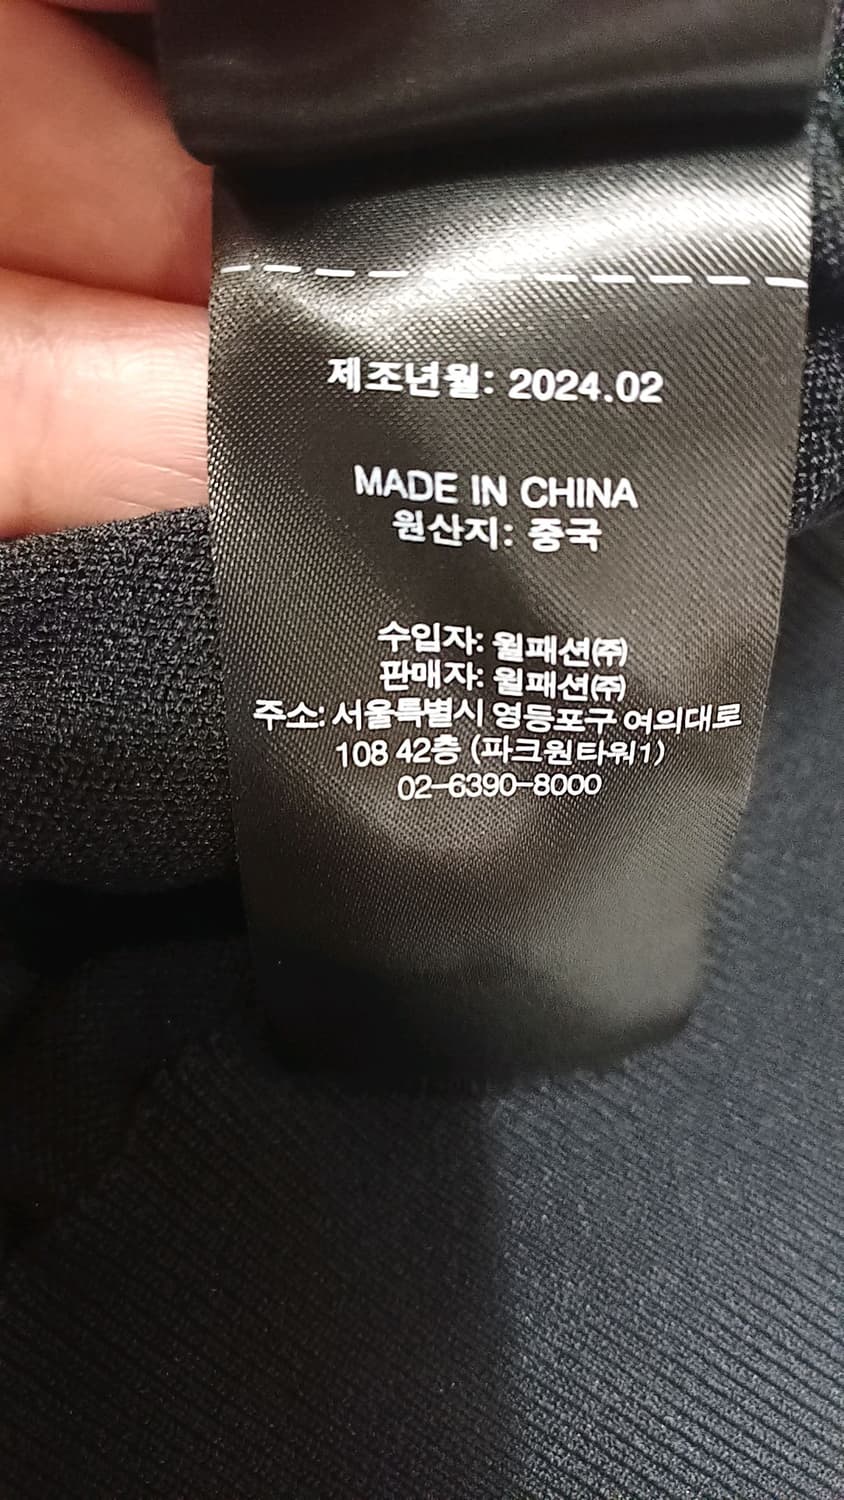 제조년월: 2024.02
MADE IN CHINA
원산지: 중국
수입자: 월패션㈜
판매자: 월패션㈜
주소: 서울특별시 영등포구 여의대로
108 42층 (파크원타워1)
02-6390-8000